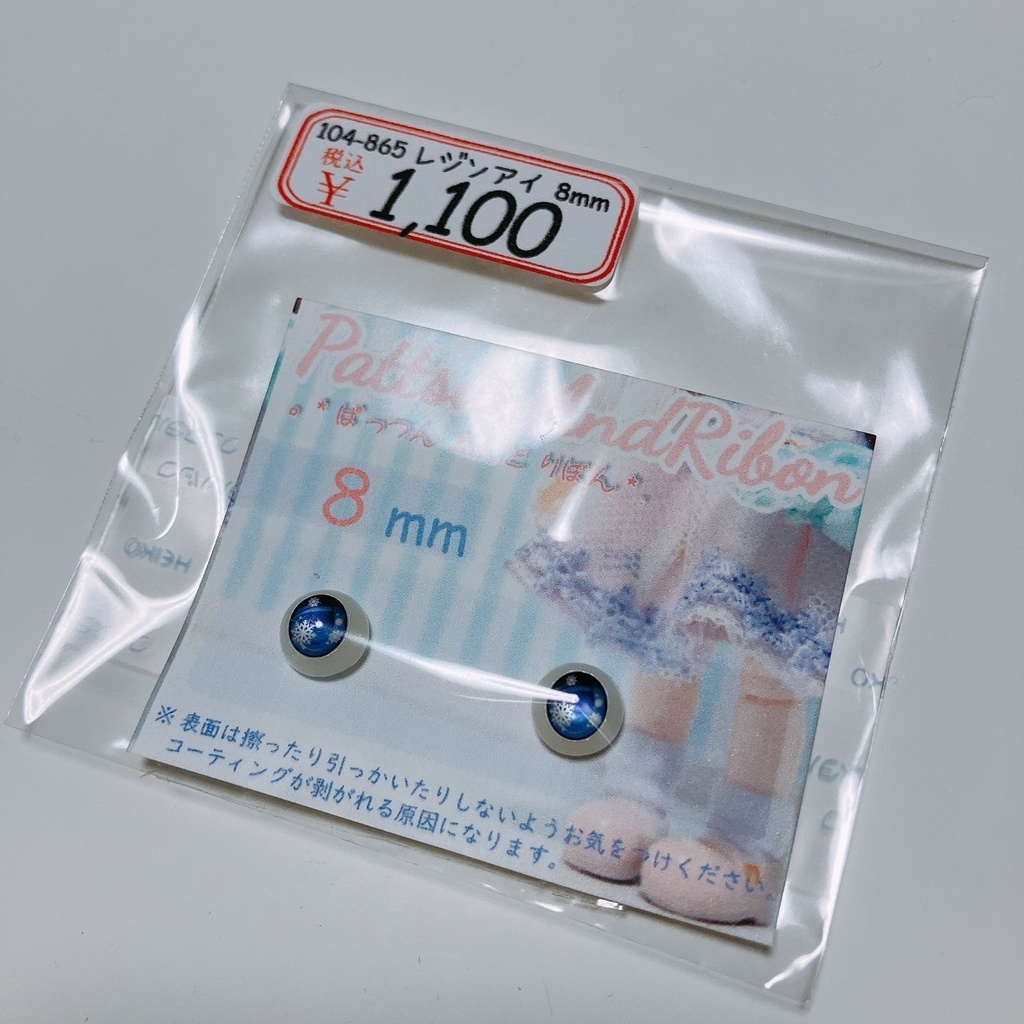 104-865 レジンアイ 8mm
税込
¥ 1,100
AndRibon
。*ぱっつん とりぼん*。
8 mm
※ 表面は擦ったり引っかいたりしないようお気をつけください。
コーティングが剥がれる原因になります。
HEIKO